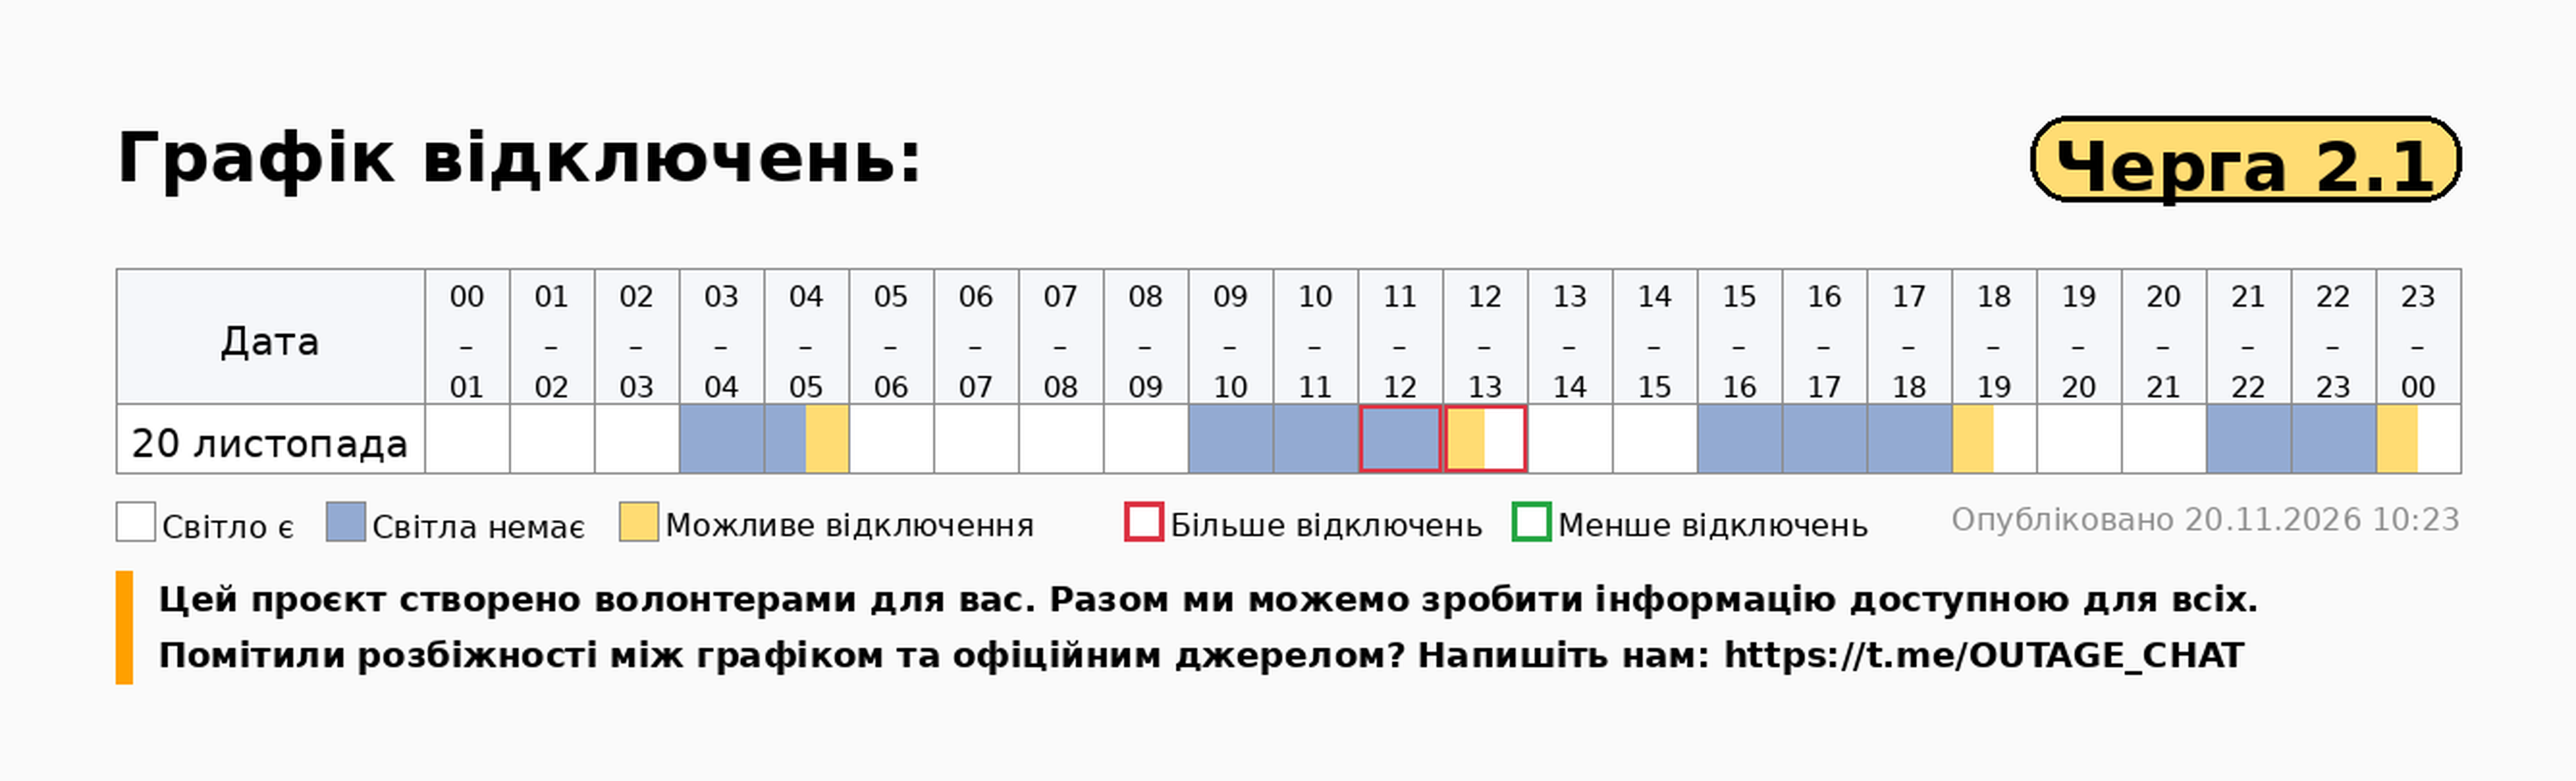 Графік відключень:
Черга 2.1
Дата
00 – 01
01 – 02
02 – 03
03 – 04
04 – 05
05 – 06
06 – 07
07 – 08
08 – 09
09 – 10
10 – 11
11 – 12
12 – 13
13 – 14
14 – 15
15 – 16
16 – 17
17 – 18
18 – 19
19 – 20
20 – 21
21 – 22
22 – 23
23 – 00
20 листопада
Світло є
Світла немає
Можливе відключення
Більше відключень
Менше відключень
Опубліковано 20.11.2026 10:23
Цей проєкт створено волонтерами для вас. Разом ми можемо зробити інформацію доступною для всіх.
Помітили розбіжності між графіком та офіційним джерелом? Напишіть нам: https://t.me/OUTAGE_CHAT